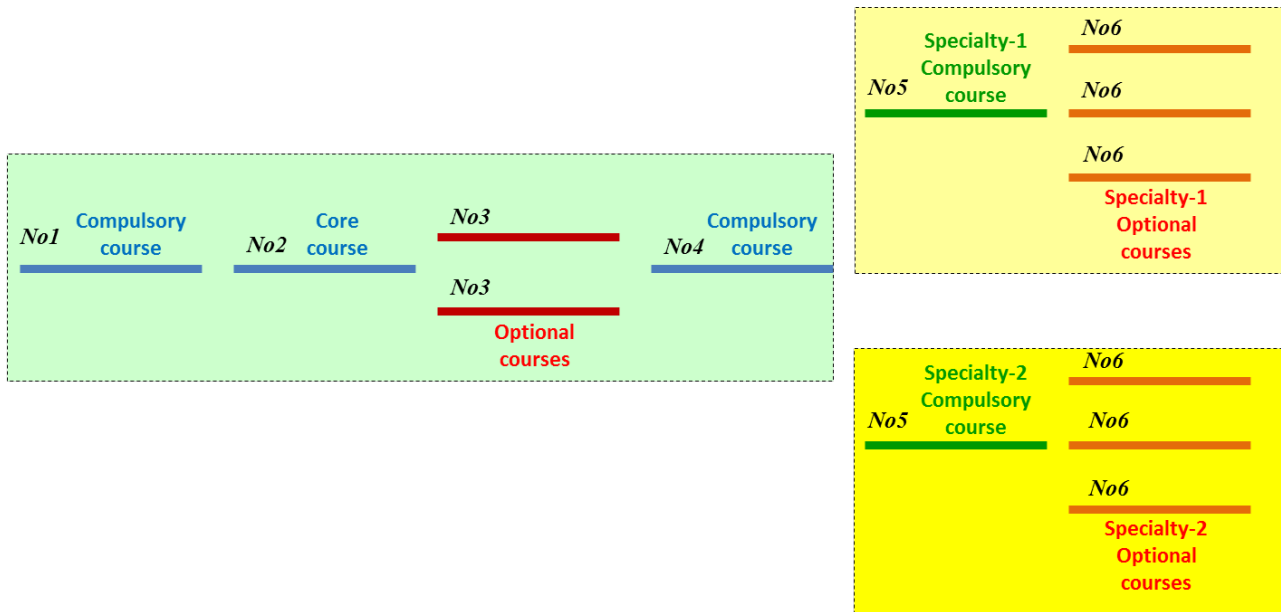 No1
Compulsory
course
No2
Core
course
No3
No3
Optional
courses
No4
Compulsory
course
No5
Specialty-1
Compulsory
course
No6
No6
No6
Specialty-1
Optional
courses
No5
Specialty-2
Compulsory
course
No6
No6
No6
Specialty-2
Optional
courses